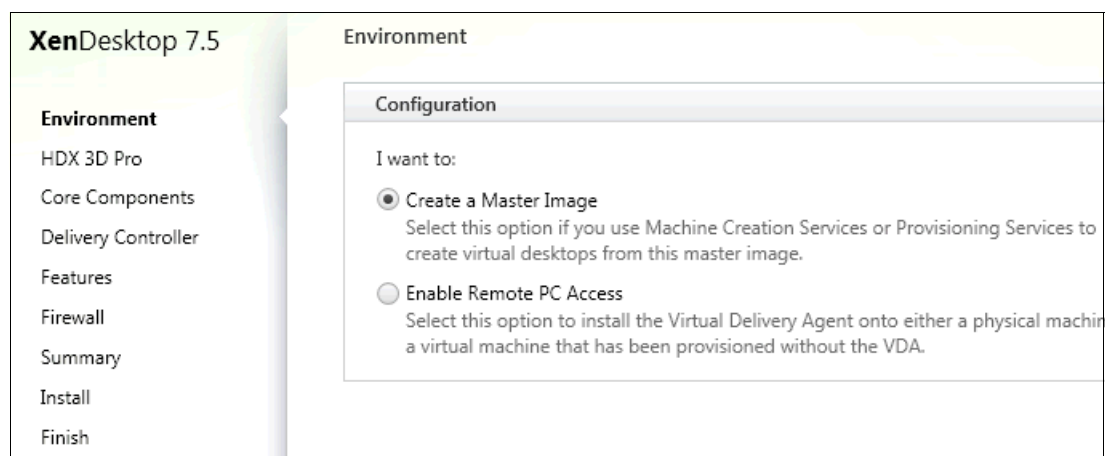 XenDesktop 7.5
Environment
HDX 3D Pro
Core Components
Delivery Controller
Features
Firewall
Summary
Install
Finish
Environment
Configuration
I want to:
Create a Master Image
Select this option if you use Machine Creation Services or Provisioning Services to
create virtual desktops from this master image.
Enable Remote PC Access
Select this option to install the Virtual Delivery Agent onto either a physical machin
a virtual machine that has been provisioned without the VDA.